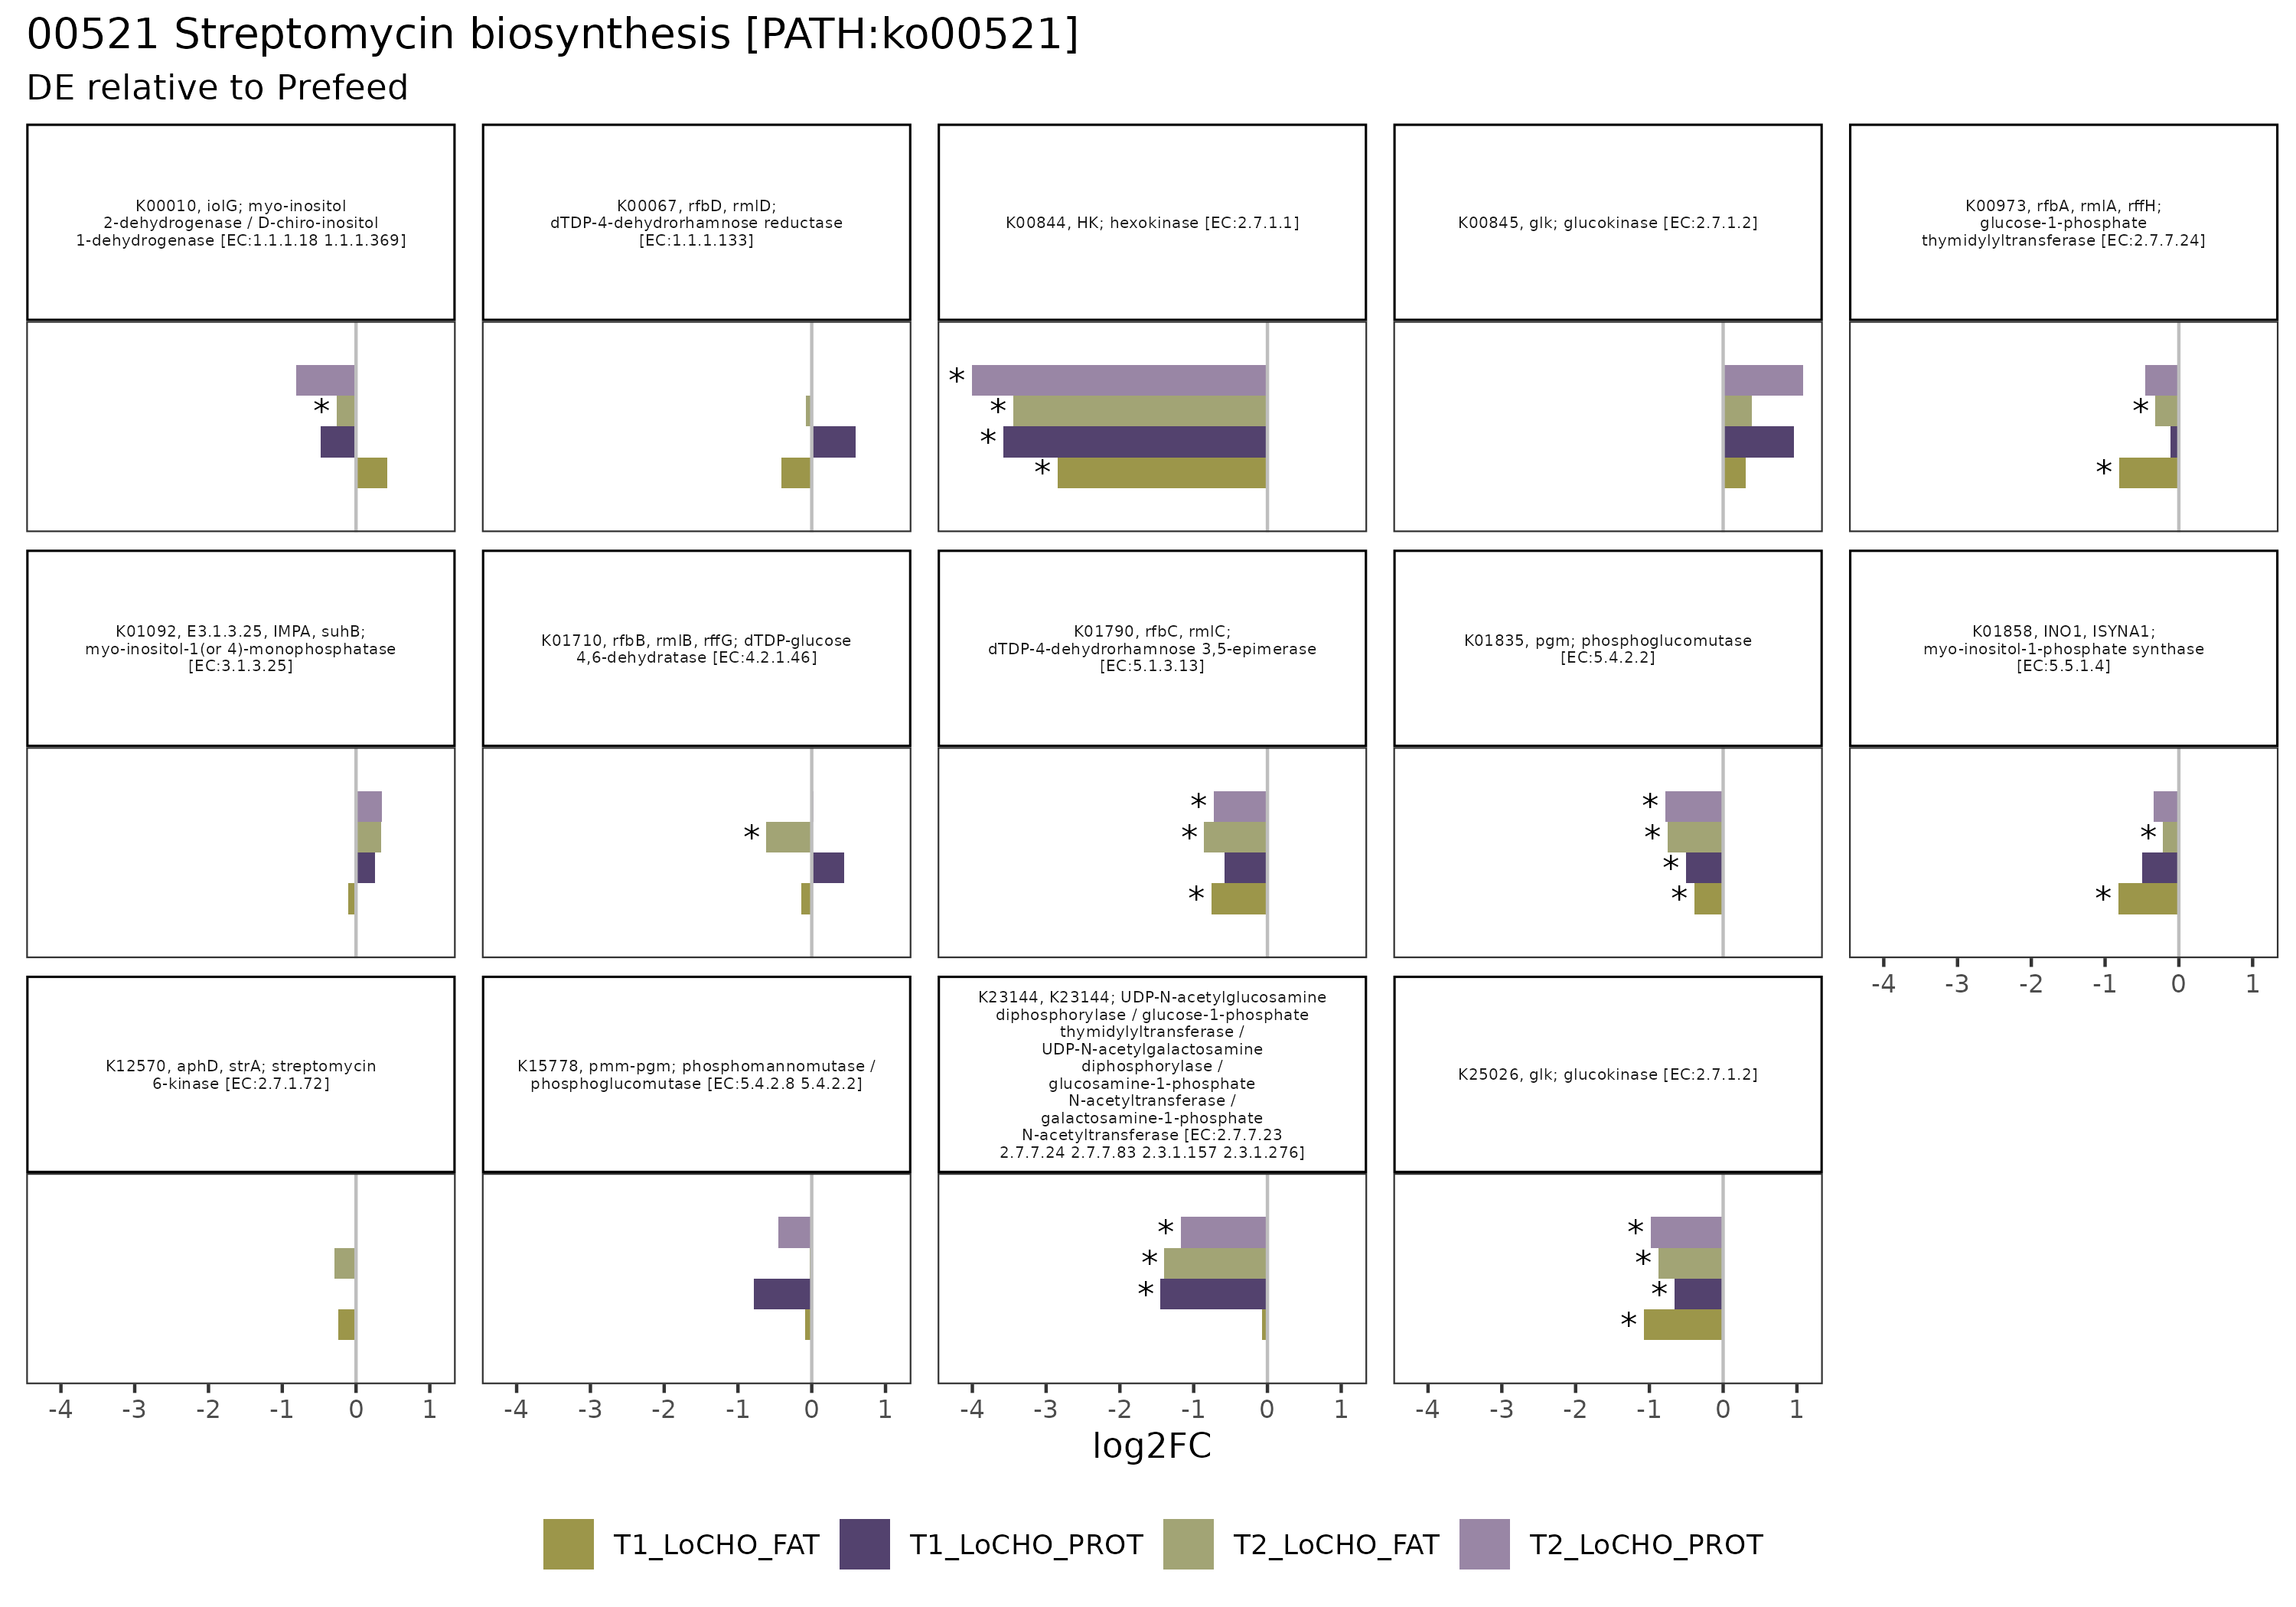 00521 Streptomycin biosynthesis [PATH:ko00521]
DE relative to Prefeed
K00010, iolG; myo-inositol
2-dehydrogenase / D-chiro-inositol
1-dehydrogenase [EC:1.1.1.18 1.1.1.369]
K00067, rfbD, rmlD;
dTDP-4-dehydrorhamnose reductase
[EC:1.1.1.133]
K00844, HK; hexokinase [EC:2.7.1.1]
K00845, glk; glucokinase [EC:2.7.1.2]
K00973, rfbA, rmlA, rffH;
glucose-1-phosphate
thymidylyltransferase [EC:2.7.7.24]
*
* * * *
* *
K01092, E3.1.3.25, IMPA, suhB;
myo-inositol-1(or 4)-monophosphatase
[EC:3.1.3.25]
K01710, rfbB, rmlB, rffG; dTDP-glucose
4,6-dehydratase [EC:4.2.1.46]
K01790, rfbC, rmlC;
dTDP-4-dehydrorhamnose 3,5-epimerase
[EC:5.1.3.13]
K01835, pgm; phosphoglucomutase
[EC:5.4.2.2]
K01858, INO1, ISYNA1;
myo-inositol-1-phosphate synthase
[EC:5.5.1.4]
*
* * *
* * * *
* *
-4 -3 -2 -1 0 1
K12570, aphD, strA; streptomycin
6-kinase [EC:2.7.1.72]
K15778, pmm-pgm; phosphomannomutase /
phosphoglucomutase [EC:5.4.2.8 5.4.2.2]
K23144, K23144; UDP-N-acetylglucosamine
diphosphorylase / glucose-1-phosphate
thymidylyltransferase /
UDP-N-acetylgalactosamine
diphosphorylase /
glucosamine-1-phosphate
N-acetyltransferase /
galactosamine-1-phosphate
N-acetyltransferase [EC:2.7.7.23
2.7.7.24 2.7.7.83 2.3.1.157 2.3.1.276]
K25026, glk; glucokinase [EC:2.7.1.2]
* * *
* * * *
-4 -3 -2 -1 0 1
-4 -3 -2 -1 0 1
-4 -3 -2 -1 0 1
-4 -3 -2 -1 0 1
log2FC
T1_LoCHO_FAT T1_LoCHO_PROT T2_LoCHO_FAT T2_LoCHO_PROT